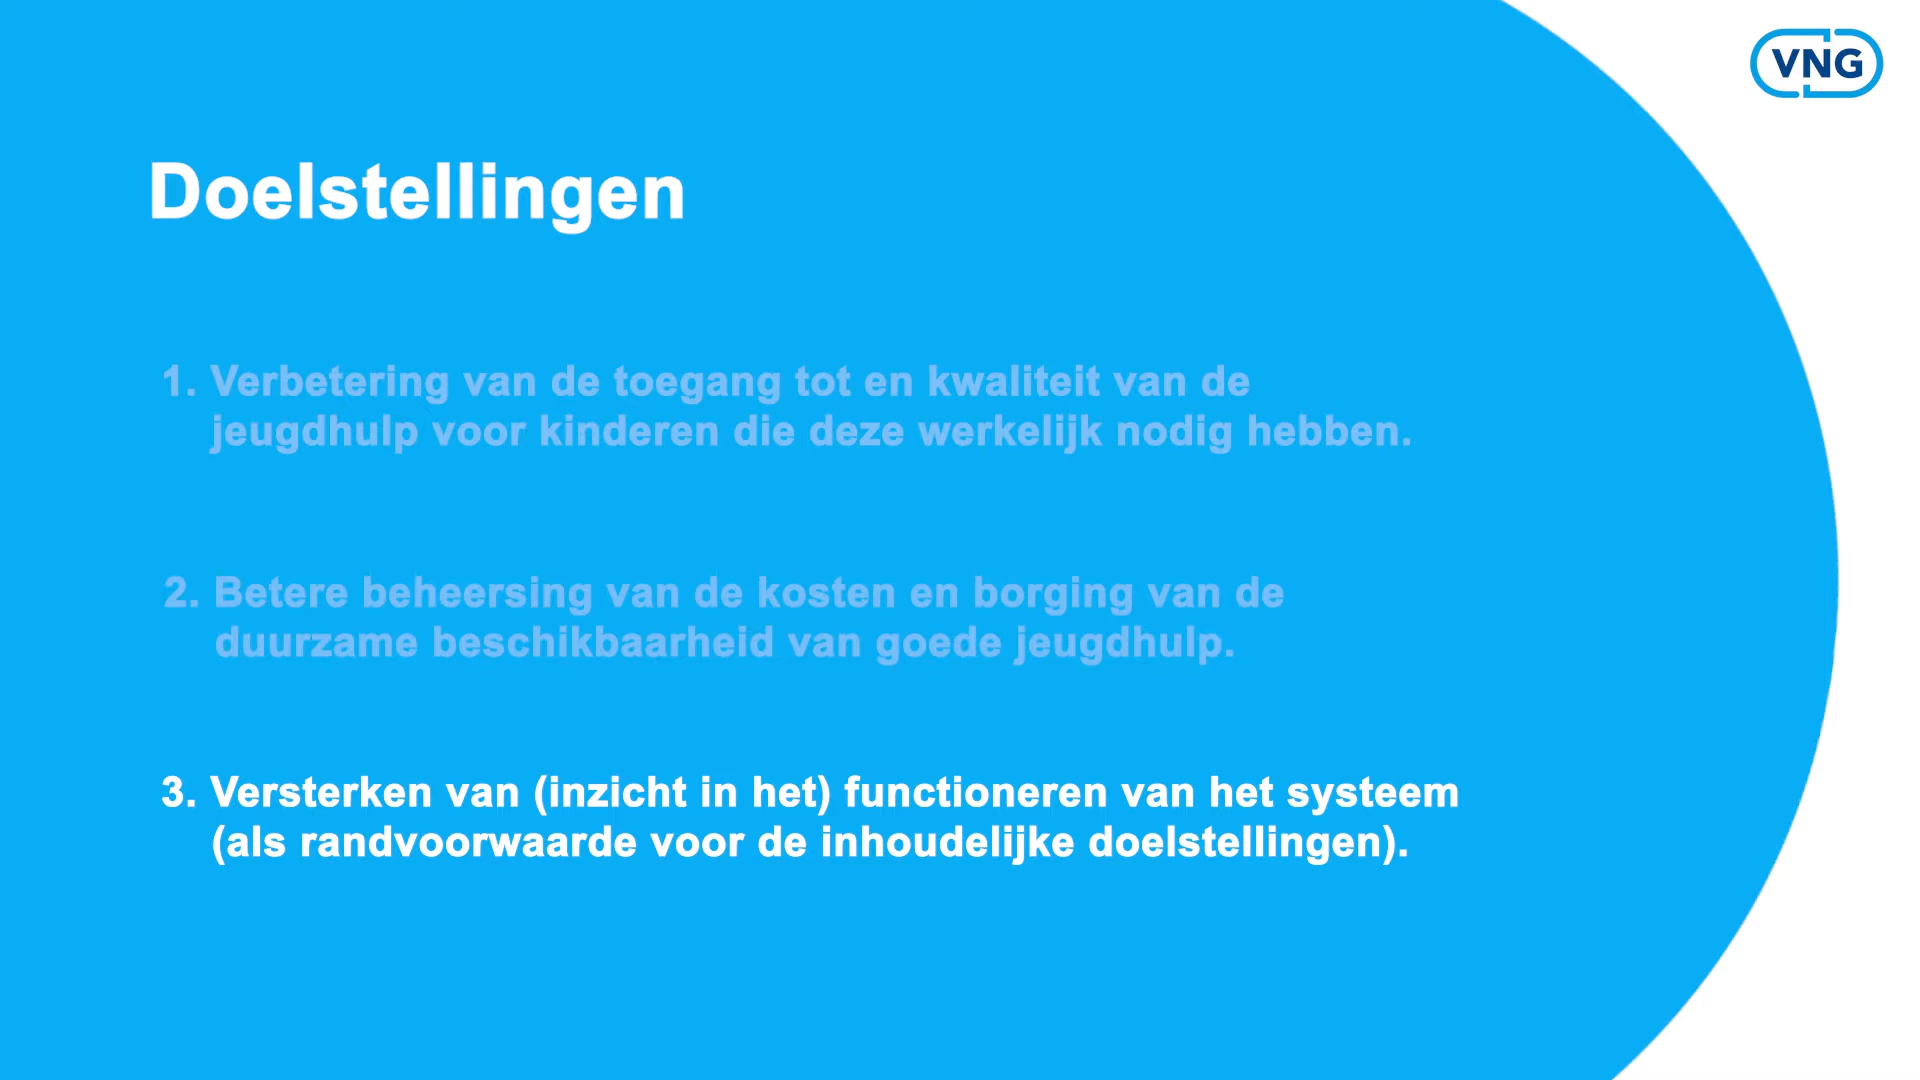 VNG
Doelstellingen
1. Verbetering van de toegang tot en kwaliteit van de
jeugdhulp voor kinderen die deze werkelijk nodig hebben.
2. Betere beheersing van de kosten en borging van de
duurzame beschikbaarheid van goede jeugdhulp.
3. Versterken van (inzicht in het) functioneren van het systeem
(als randvoorwaarde voor de inhoudelijke doelstellingen).